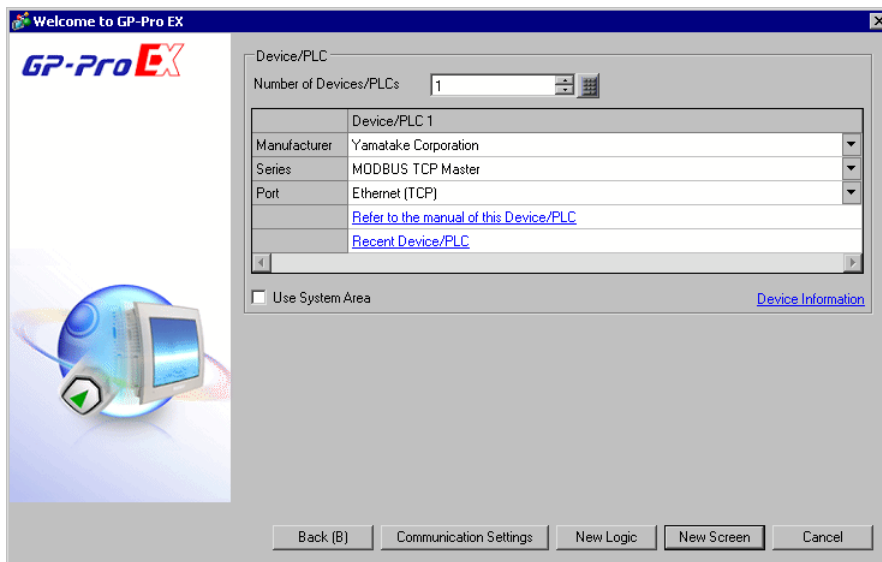 Welcome to GP-Pro EX
GP-Pro EX
Device/PLC
Number of Devices/PLCs 1
Device/PLC 1
Manufacturer Yamatake Corporation
Series MODBUS TCP Master
Port Ethernet (TCP)
Refer to the manual of this Device/PLC
Recent Device/PLC
Use System Area Device Information
Back (B) Communication Settings New Logic New Screen Cancel